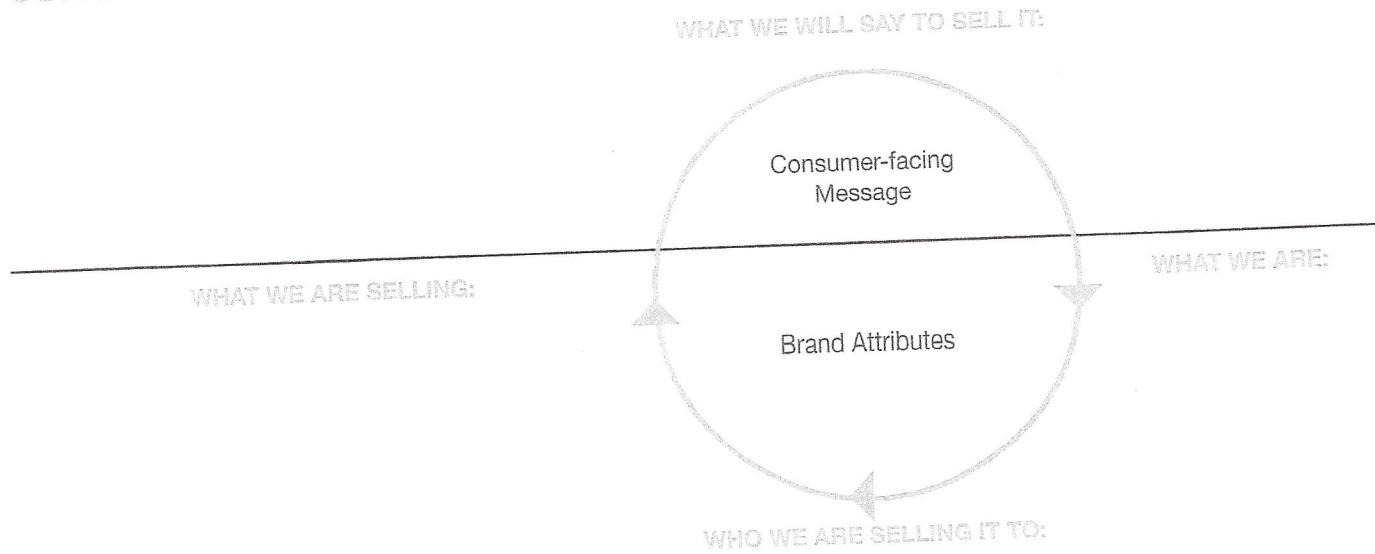 WHAT WE WILL SAY TO SELL IT:
Consumer-facing
Message
WHAT WE ARE:
WHAT WE ARE SELLING:
Brand Attributes
WHO WE ARE SELLING IT TO: